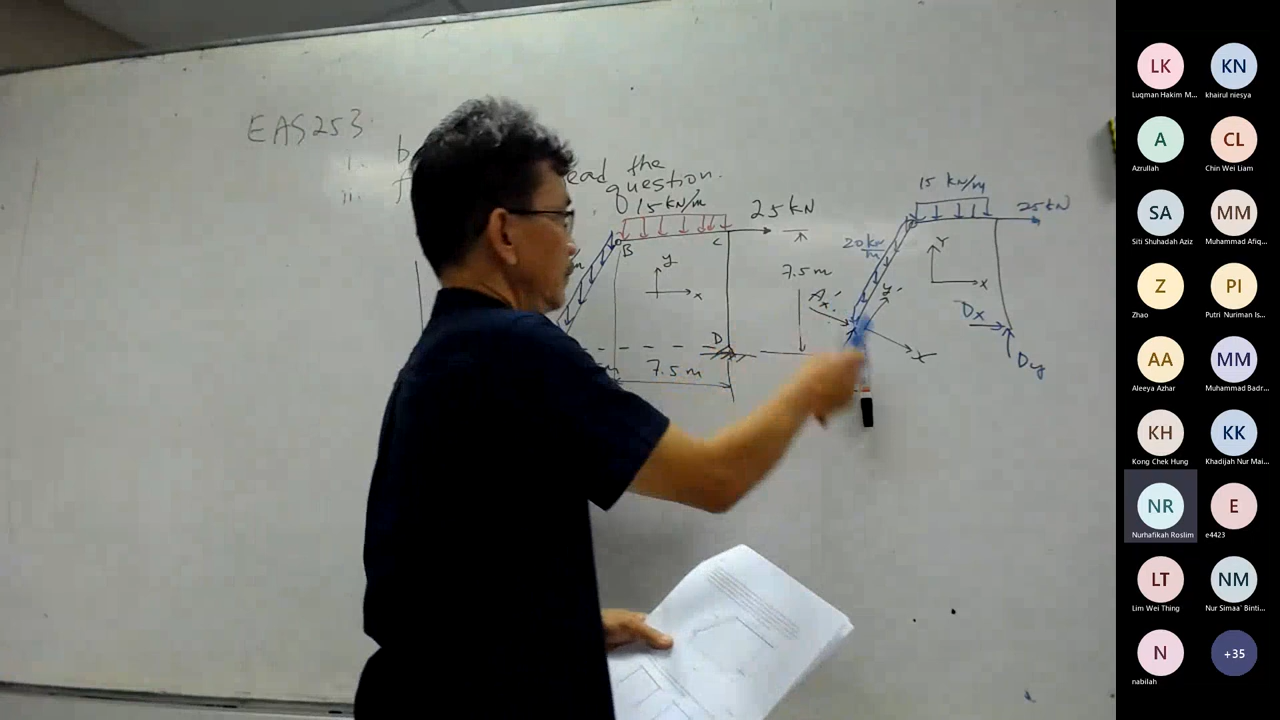 EAS253
i. b
ii. f
ead the
question.
15 kN/m
25 kN
B
C
y
x
7.5 m
D
7.5 m
15 kN/m
25 kN
20 kN/m
Y
X
Ax'
y'
x'
Dx
Dy
LK
Luqman Hakim M...
KN
khairul niesya
A
Azrullah
CL
Chin Wei Liam
SA
Siti Shuhadah Aziz
MM
Muhammad Afiq...
Z
Zhao
PI
Putri Nuriman Is...
AA
Aleeya Azhar
MM
Muhammad Badr...
KH
Kong Chek Hung
KK
Khadijah Nur Mai...
NR
Nurhafikah Roslim
E
e4423
LT
Lim Wei Thing
NM
Nur Simaa` Binti...
N
nabilah
+35